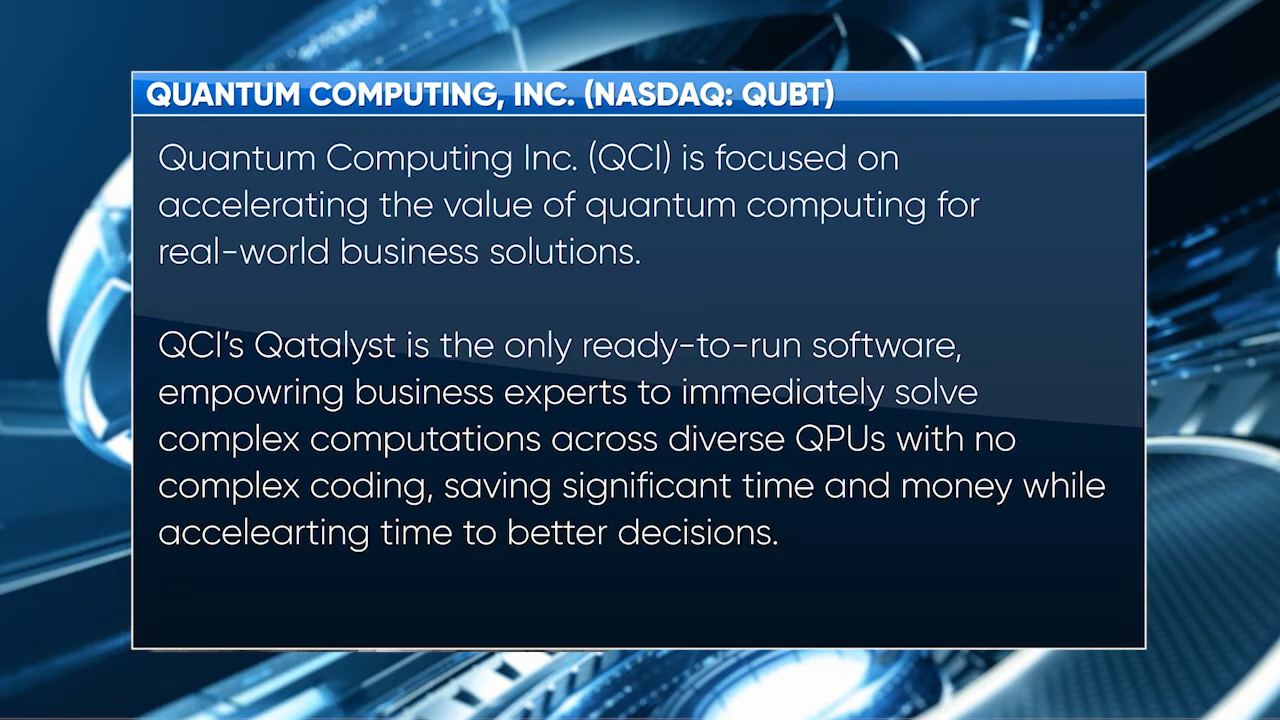 QUANTUM COMPUTING, INC. (NASDAQ: QUBT)
Quantum Computing Inc. (QCI) is focused on
accelerating the value of quantum computing for
real-world business solutions.
QCI’s Qatalyst is the only ready-to-run software,
empowring business experts to immediately solve
complex computations across diverse QPUs with no
complex coding, saving significant time and money while
accelearting time to better decisions.